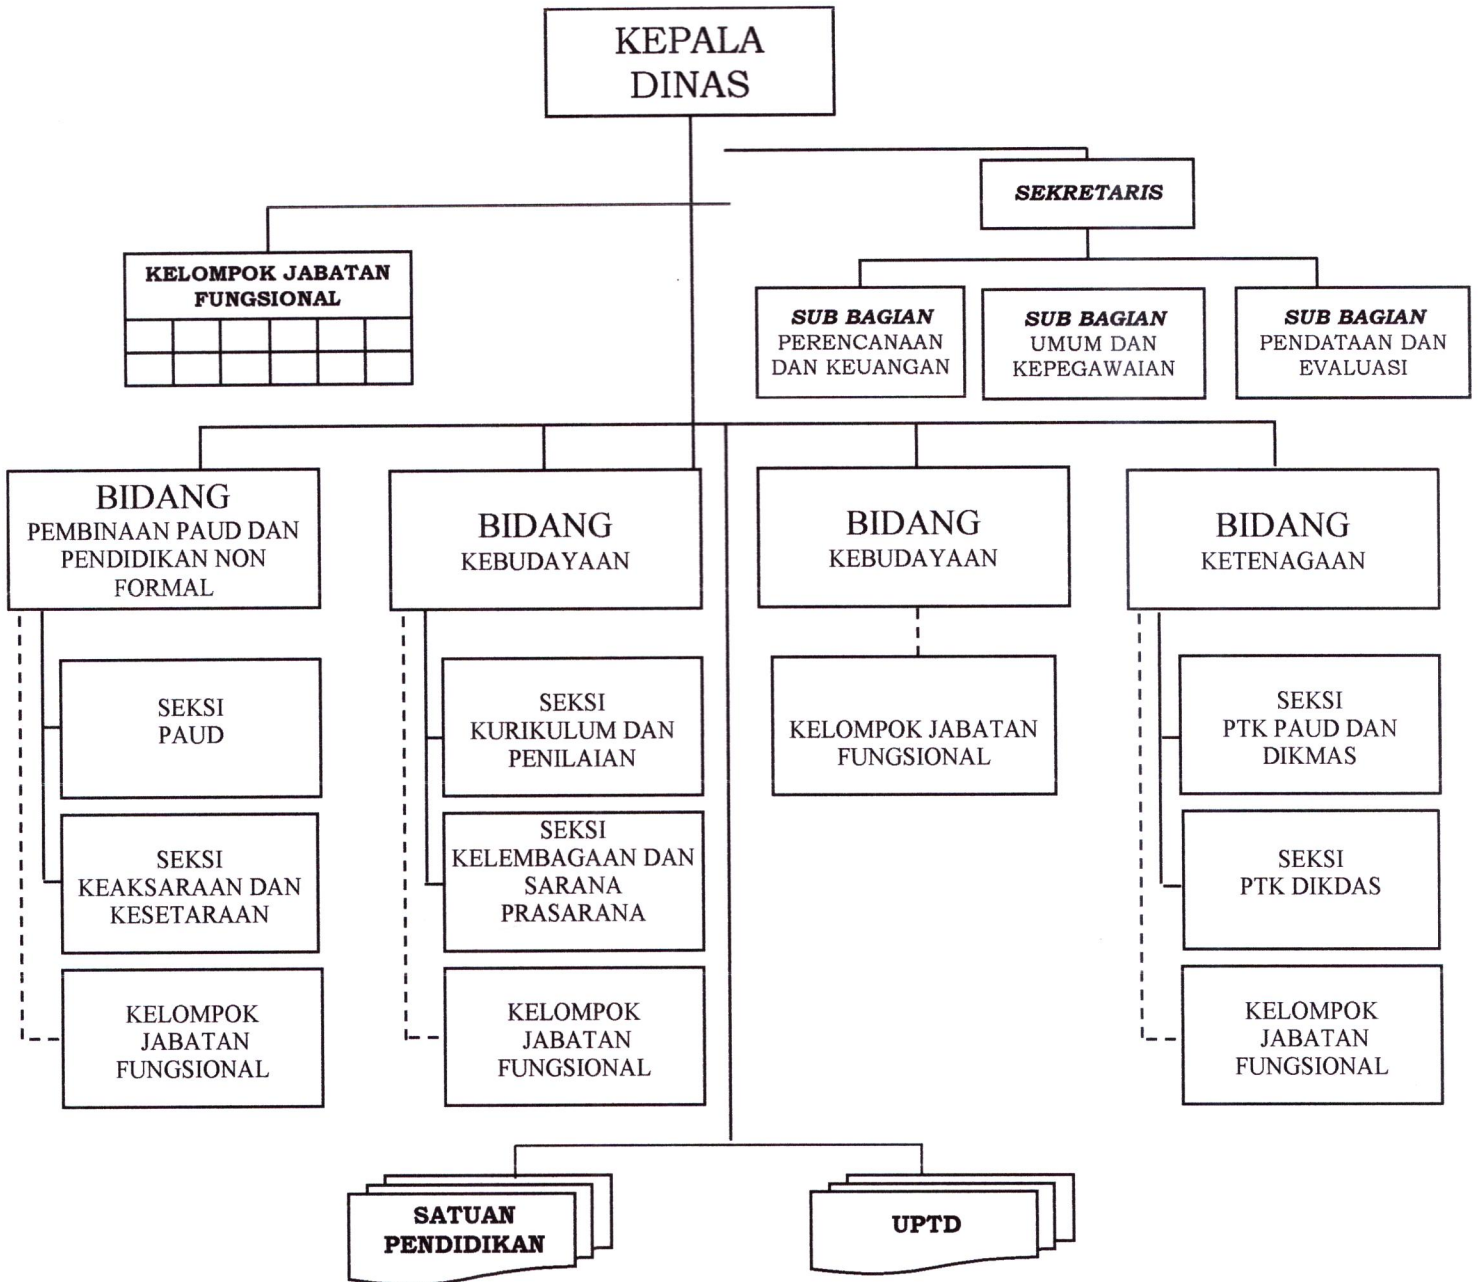 KEPALA
DINAS
SEKRETARIS
KELOMPOK JABATAN
FUNGSIONAL
SUB BAGIAN
PERENCANAAN
DAN KEUANGAN
SUB BAGIAN
UMUM DAN
KEPEGAWAIAN
SUB BAGIAN
PENDATAAN DAN
EVALUASI
BIDANG
PEMBINAAN PAUD DAN
PENDIDIKAN NON
FORMAL
BIDANG
KEBUDAYAAN
BIDANG
KEBUDAYAAN
BIDANG
KETENAGAAN
SEKSI
PAUD
SEKSI
KURIKULUM DAN
PENILAIAN
KELOMPOK JABATAN
FUNGSIONAL
SEKSI
PTK PAUD DAN
DIKMAS
SEKSI
KEAKSARAAN DAN
KESETARAAN
SEKSI
KELEMBAGAAN DAN
SARANA
PRASARANA
SEKSI
PTK DIKDAS
KELOMPOK
JABATAN
FUNGSIONAL
KELOMPOK
JABATAN
FUNGSIONAL
KELOMPOK
JABATAN
FUNGSIONAL
SATUAN
PENDIDIKAN
UPTD